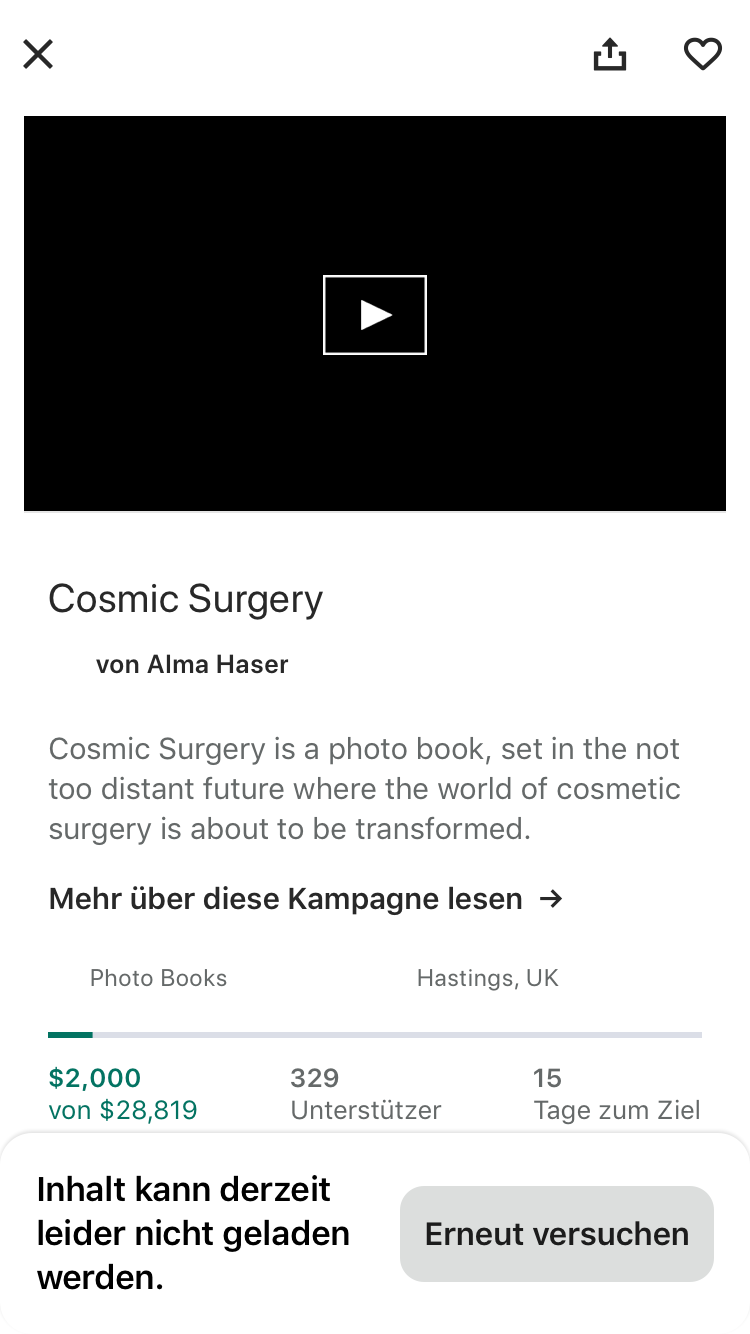 Cosmic Surgery
von Alma Haser
Cosmic Surgery is a photo book, set in the not
too distant future where the world of cosmetic
surgery is about to be transformed.
Mehr über diese Kampagne lesen →
Photo Books
Hastings, UK
$2,000
von $28,819
329
Unterstützer
15
Tage zum Ziel
Inhalt kann derzeit
leider nicht geladen
werden.
Erneut versuchen